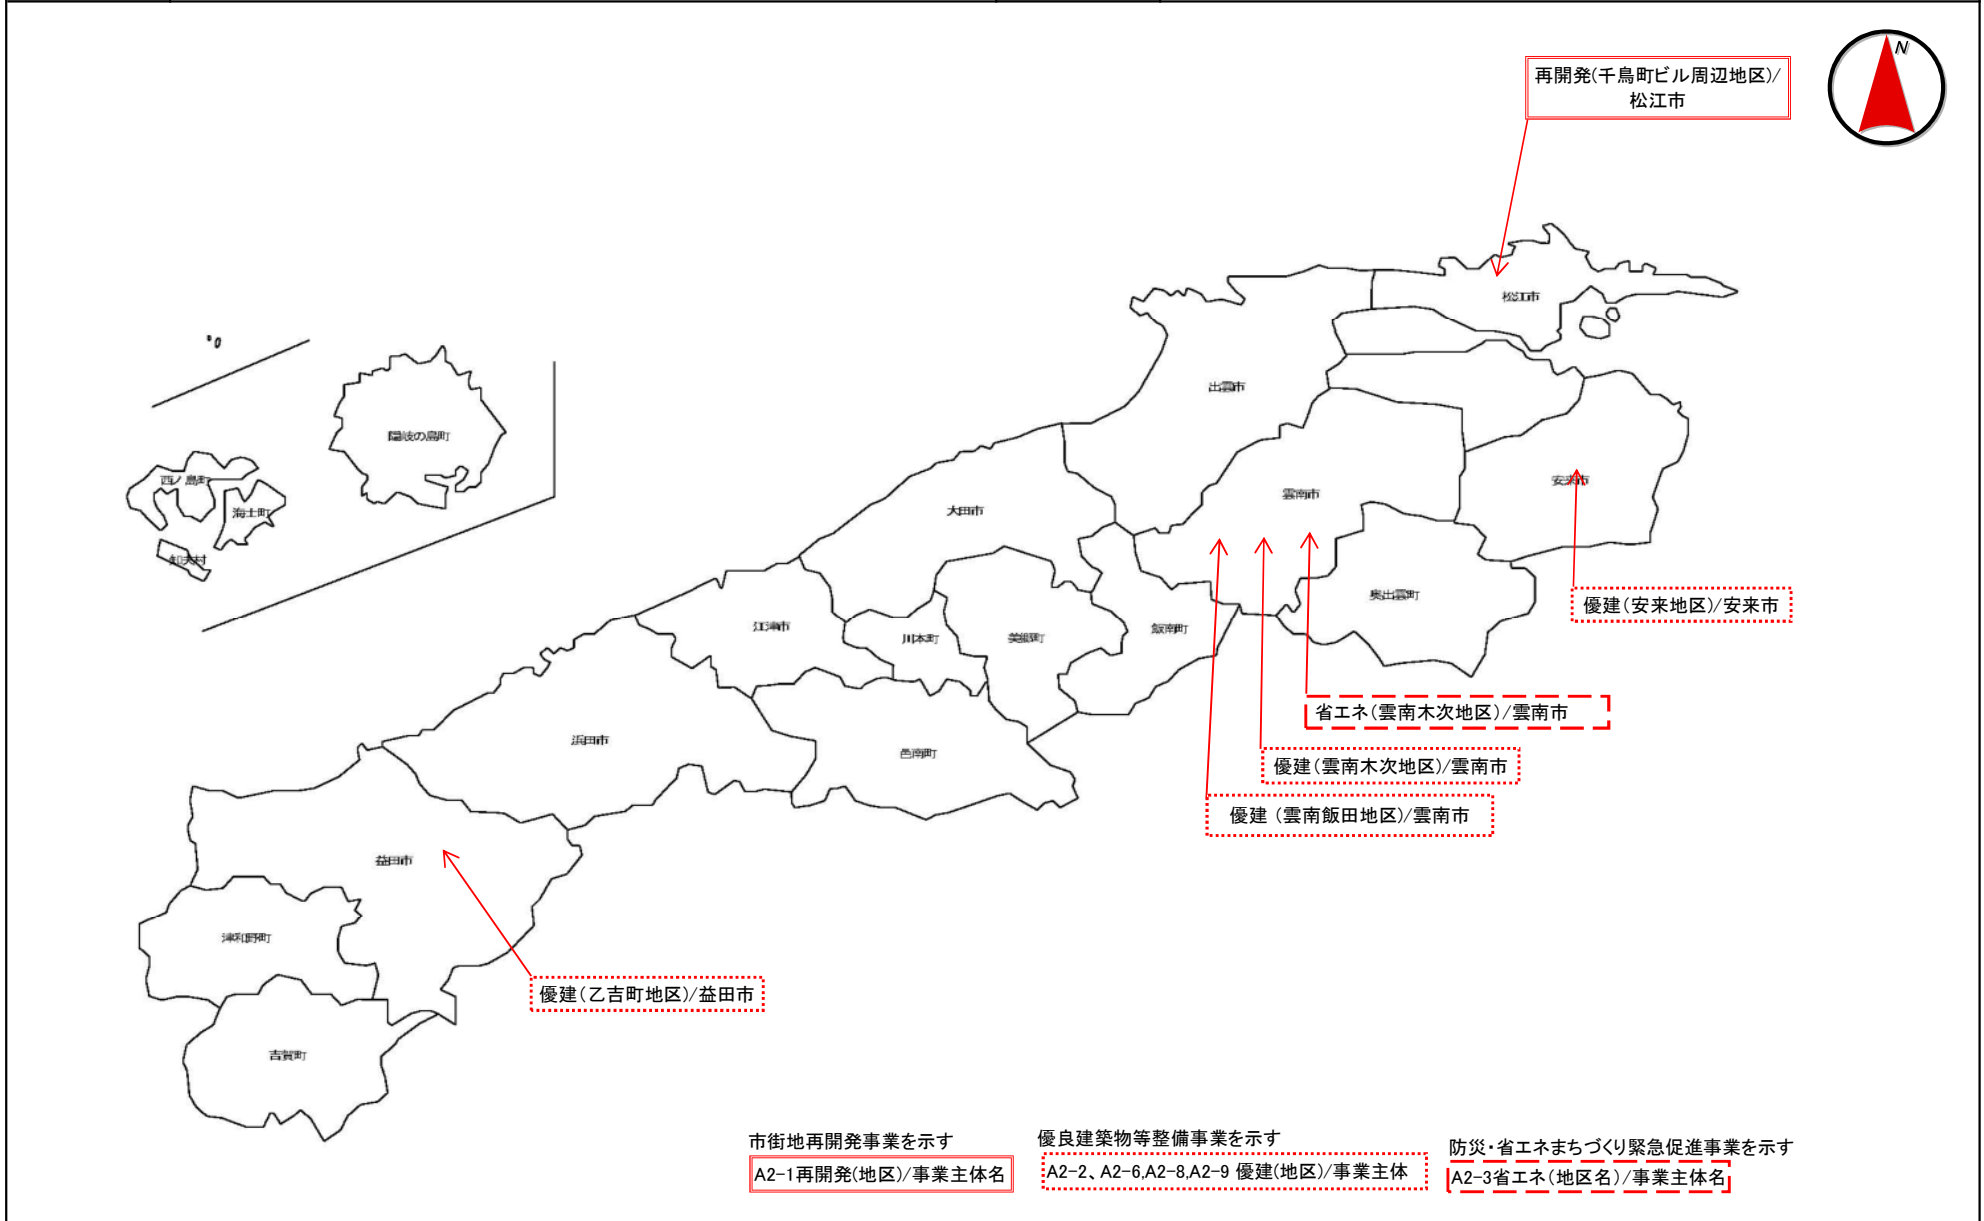 N
再開発(千鳥町ビル周辺地区)/
松江市
松江市
出雲市
隠岐の島町
西ノ島町
海士町
知夫村
安来市
雲南市
大田市
奥出雲町
優建(安来地区)/安来市
江津市
川本町
美郷町
飯南町
省エネ(雲南木次地区)/雲南市
浜田市
邑南町
優建(雲南木次地区)/雲南市
優建 (雲南飯田地区)/雲南市
益田市
津和野町
優建(乙吉町地区)/益田市
吉賀町
市街地再開発事業を示す
A2-1再開発(地区)/事業主体名
優良建築物等整備事業を示す
A2-2、A2-6,A2-8,A2-9 優建(地区)/事業主体
防災・省エネまちづくり緊急促進事業を示す
A2-3省エネ(地区名)/事業主体名